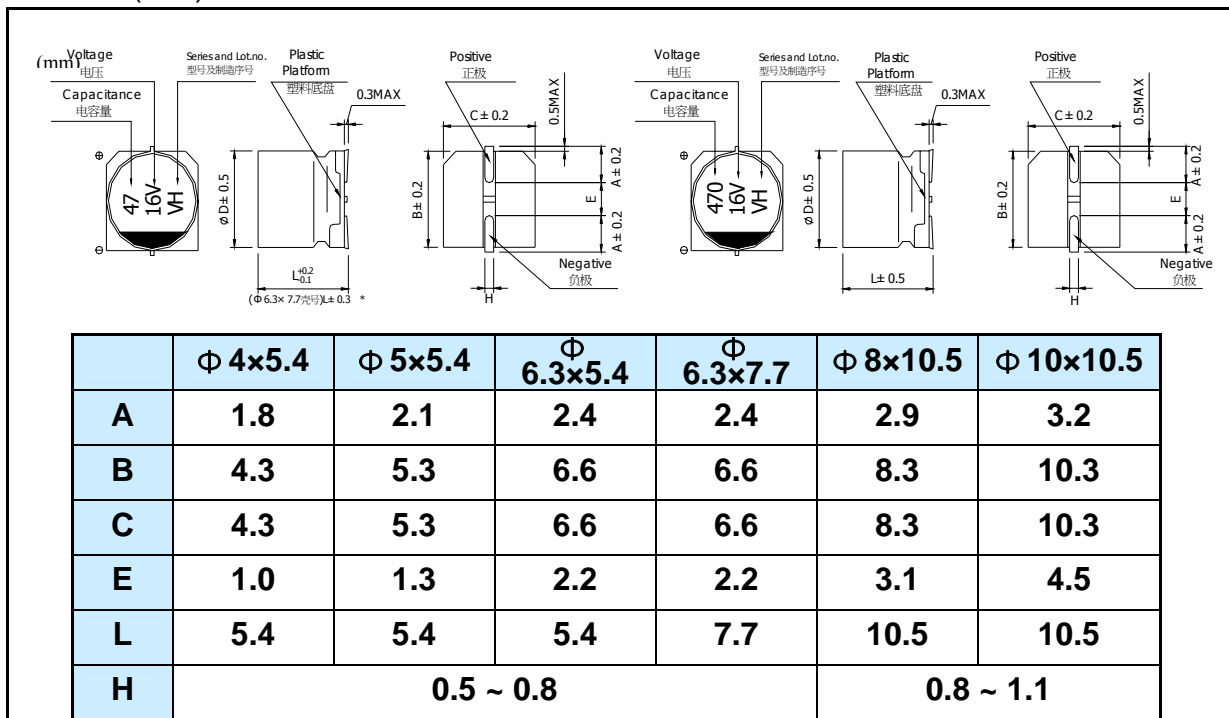 (mm)
Voltage
电压
Capacitance
电容量
Series and Lot.no.
型号及制造序号
Plastic
Platform
塑料底盘
0.3MAX
47
16V
VH
⊕
⊖
φD±0.5
L+0.2
-0.1
(Φ6.3×7.7壳号)L±0.3 *
Positive
正极
C±0.2
0.5MAX
B±0.2
A±0.2
E
A±0.2
H
Negative
负极
Voltage
电压
Capacitance
电容量
Series and Lot.no.
型号及制造序号
Plastic
Platform
塑料底盘
0.3MAX
470
16V
VH
⊕
⊖
φD±0.5
L±0.5
Positive
正极
C±0.2
0.5MAX
B±0.2
A±0.2
E
A±0.2
H
Negative
负极
Φ4×5.4 Φ5×5.4 Φ 6.3×5.4 Φ 6.3×7.7 Φ8×10.5 Φ10×10.5
A 1.8 2.1 2.4 2.4 2.9 3.2
B 4.3 5.3 6.6 6.6 8.3 10.3
C 4.3 5.3 6.6 6.6 8.3 10.3
E 1.0 1.3 2.2 2.2 3.1 4.5
L 5.4 5.4 5.4 7.7 10.5 10.5
H 0.5 ~ 0.8 0.8 ~ 1.1